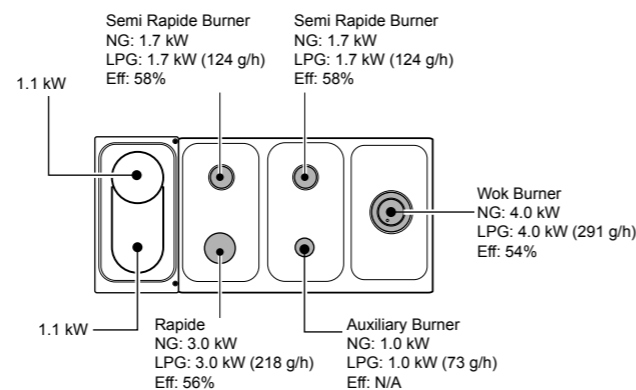 Semi Rapide Burner
NG: 1.7 kW
LPG: 1.7 kW (124 g/h)
Eff: 58%
Semi Rapide Burner
NG: 1.7 kW
LPG: 1.7 kW (124 g/h)
Eff: 58%
1.1 kW
Wok Burner
NG: 4.0 kW
LPG: 4.0 kW (291 g/h)
Eff: 54%
1.1 kW
Rapide
NG: 3.0 kW
LPG: 3.0 kW (218 g/h)
Eff: 56%
Auxiliary Burner
NG: 1.0 kW
LPG: 1.0 kW (73 g/h)
Eff: N/A